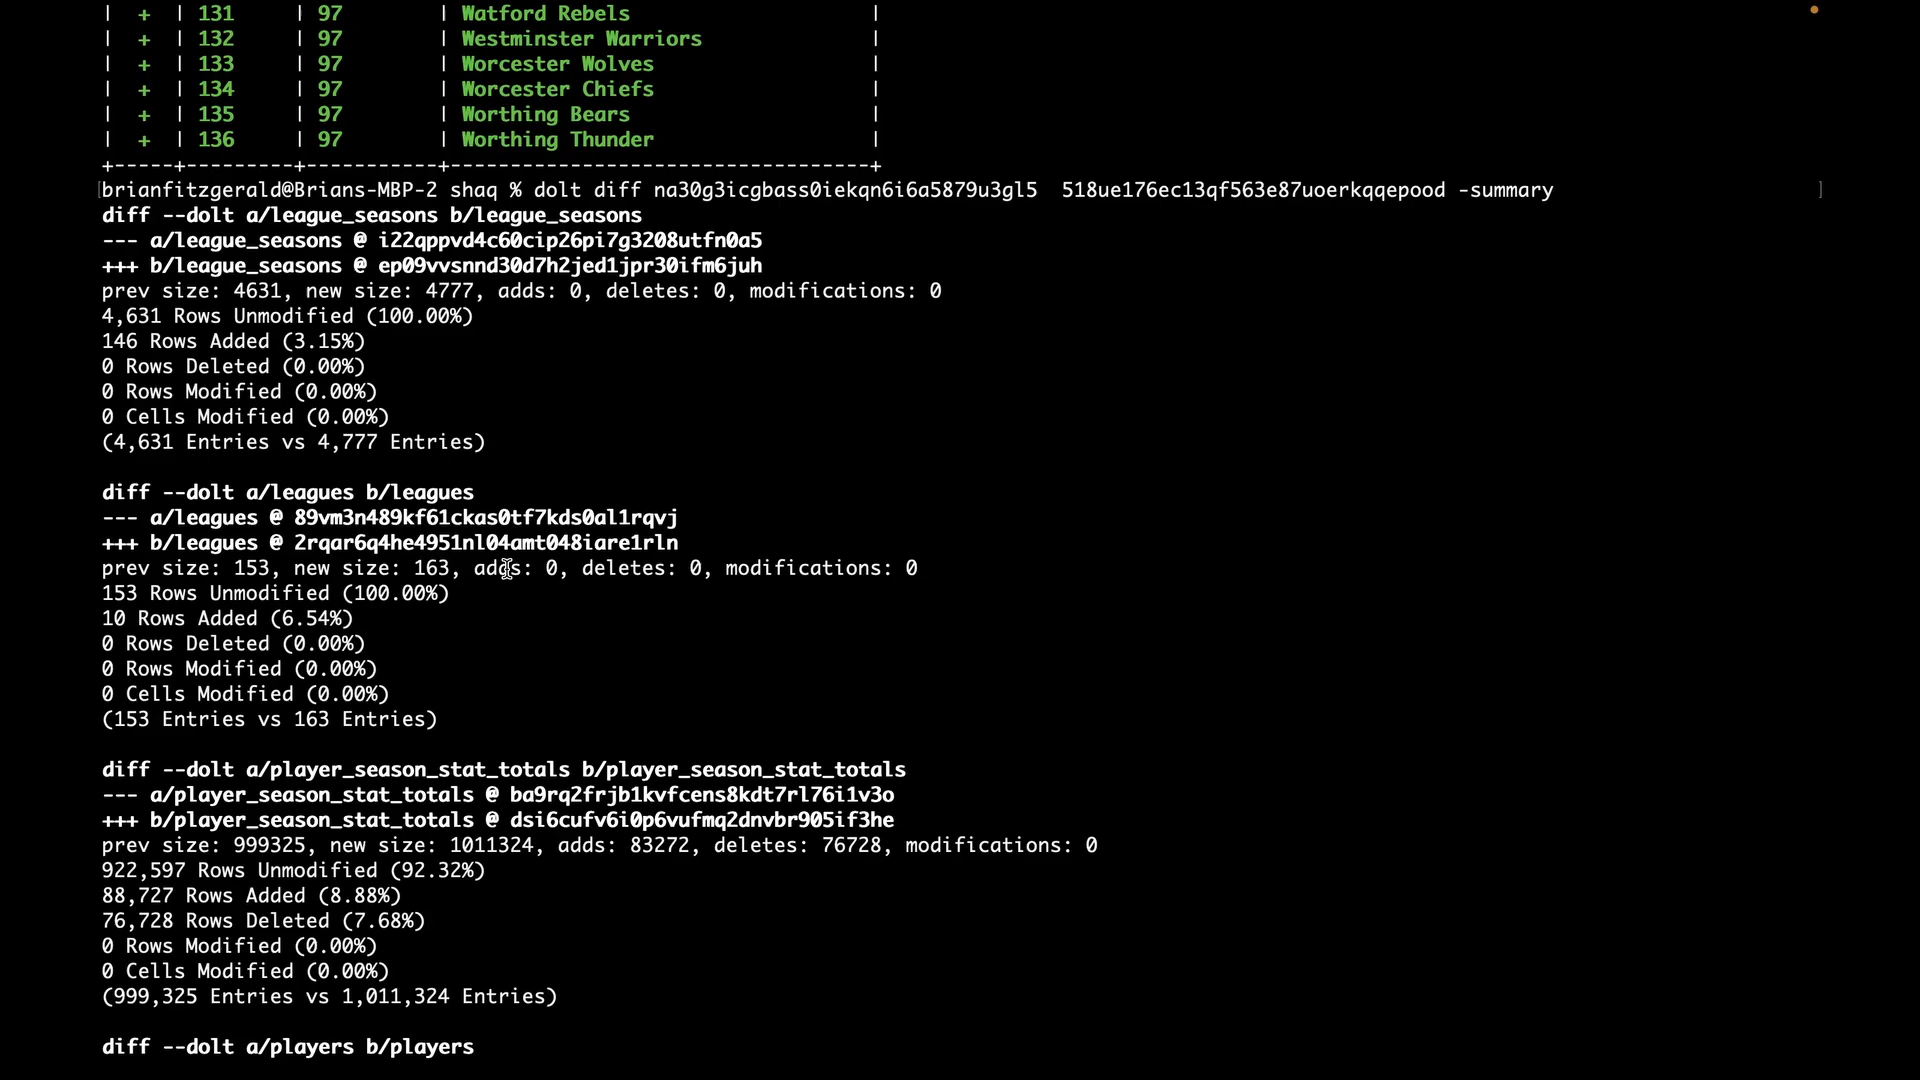 | + | 131 | 97 | Watford Rebels |
| + | 132 | 97 | Westminster Warriors |
| + | 133 | 97 | Worcester Wolves |
| + | 134 | 97 | Worcester Chiefs |
| + | 135 | 97 | Worthing Bears |
| + | 136 | 97 | Worthing Thunder |
+-----+---------+-----------+-----------------------------------+
[brianfitzgerald@Brians-MBP-2 shaq % dolt diff na30g3icgbass0iekqn6i6a5879u3gl5  518ue176ec13qf563e87uoerkqqepood -summary ]
diff --dolt a/league_seasons b/league_seasons
--- a/league_seasons @ i22qppvd4c60cip26pi7g3208utfn0a5
+++ b/league_seasons @ ep09vvsnnd30d7h2jed1jpr30ifm6juh
prev size: 4631, new size: 4777, adds: 0, deletes: 0, modifications: 0
4,631 Rows Unmodified (100.00%)
146 Rows Added (3.15%)
0 Rows Deleted (0.00%)
0 Rows Modified (0.00%)
0 Cells Modified (0.00%)
(4,631 Entries vs 4,777 Entries)
diff --dolt a/leagues b/leagues
--- a/leagues @ 89vm3n489kf61ckas0tf7kds0al1rqvj
+++ b/leagues @ 2rqar6q4he4951nl04amt048iare1rln
prev size: 153, new size: 163, adds: 0, deletes: 0, modifications: 0
153 Rows Unmodified (100.00%)
10 Rows Added (6.54%)
0 Rows Deleted (0.00%)
0 Rows Modified (0.00%)
0 Cells Modified (0.00%)
(153 Entries vs 163 Entries)
diff --dolt a/player_season_stat_totals b/player_season_stat_totals
--- a/player_season_stat_totals @ ba9rq2frjb1kvfcens8kdt7rl76i1v3o
+++ b/player_season_stat_totals @ dsi6cufv6i0p6vufmq2dnvbr905if3he
prev size: 999325, new size: 1011324, adds: 83272, deletes: 76728, modifications: 0
922,597 Rows Unmodified (92.32%)
88,727 Rows Added (8.88%)
76,728 Rows Deleted (7.68%)
0 Rows Modified (0.00%)
0 Cells Modified (0.00%)
(999,325 Entries vs 1,011,324 Entries)
diff --dolt a/players b/players